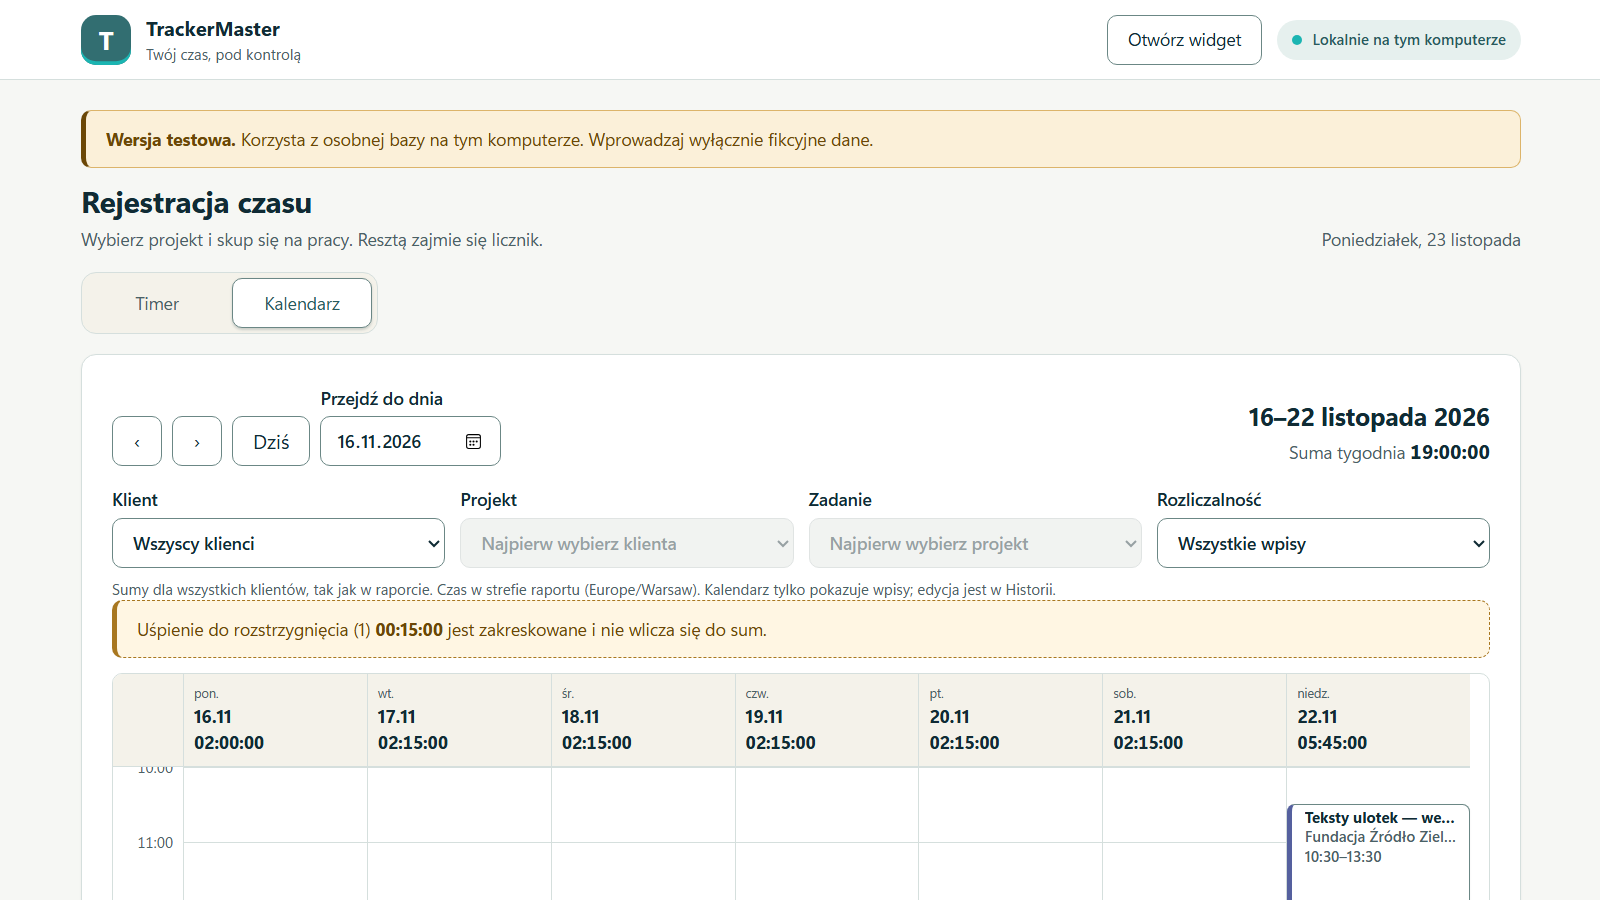 T
TrackerMaster
Twój czas, pod kontrolą
Otwórz widget
Lokalnie na tym komputerze
Wersja testowa. Korzysta z osobnej bazy na tym komputerze. Wprowadzaj wyłącznie fikcyjne dane.
Rejestracja czasu
Wybierz projekt i skup się na pracy. Resztą zajmie się licznik.
Poniedziałek, 23 listopada
Timer
Kalendarz
Przejdź do dnia
‹
›
Dziś
16.11.2026
16–22 listopada 2026
Suma tygodnia 19:00:00
Klient
Projekt
Zadanie
Rozliczalność
Wszyscy klienci
Najpierw wybierz klienta
Najpierw wybierz projekt
Wszystkie wpisy
Sumy dla wszystkich klientów, tak jak w raporcie. Czas w strefie raportu (Europe/Warsaw). Kalendarz tylko pokazuje wpisy; edycja jest w Historii.
Uśpienie do rozstrzygnięcia (1) 00:15:00 jest zakreskowane i nie wlicza się do sum.
pon.
16.11
02:00:00
wt.
17.11
02:15:00
śr.
18.11
02:15:00
czw.
19.11
02:15:00
pt.
20.11
02:15:00
sob.
21.11
02:15:00
niedz.
22.11
05:45:00
10:00
11:00
Teksty ulotek — we...
Fundacja Źródło Ziel...
10:30–13:30